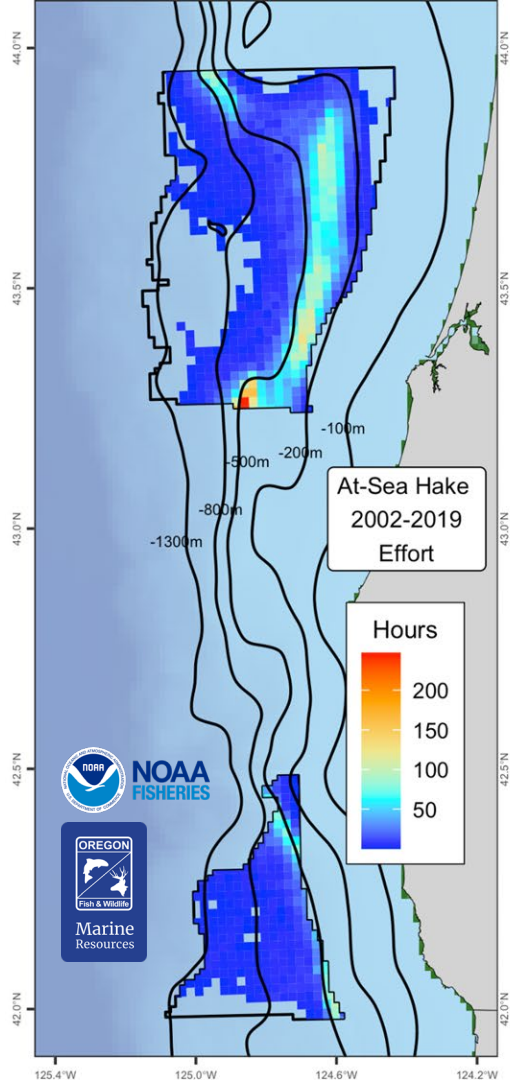 44.0°N
44.0°N
43.5°N
43.5°N
-100m
-200m
-500m
-800m
-1300m
43.0°N
43.0°N
At-Sea Hake
2002-2019
Effort
Hours
200
150
100
50
42.5°N
42.5°N
NOAA
NOAA
FISHERIES
OREGON
Fish & Wildlife
Marine
Resources
42.0°N
42.0°N
125.4°W
125.0°W
124.6°W
124.2°W